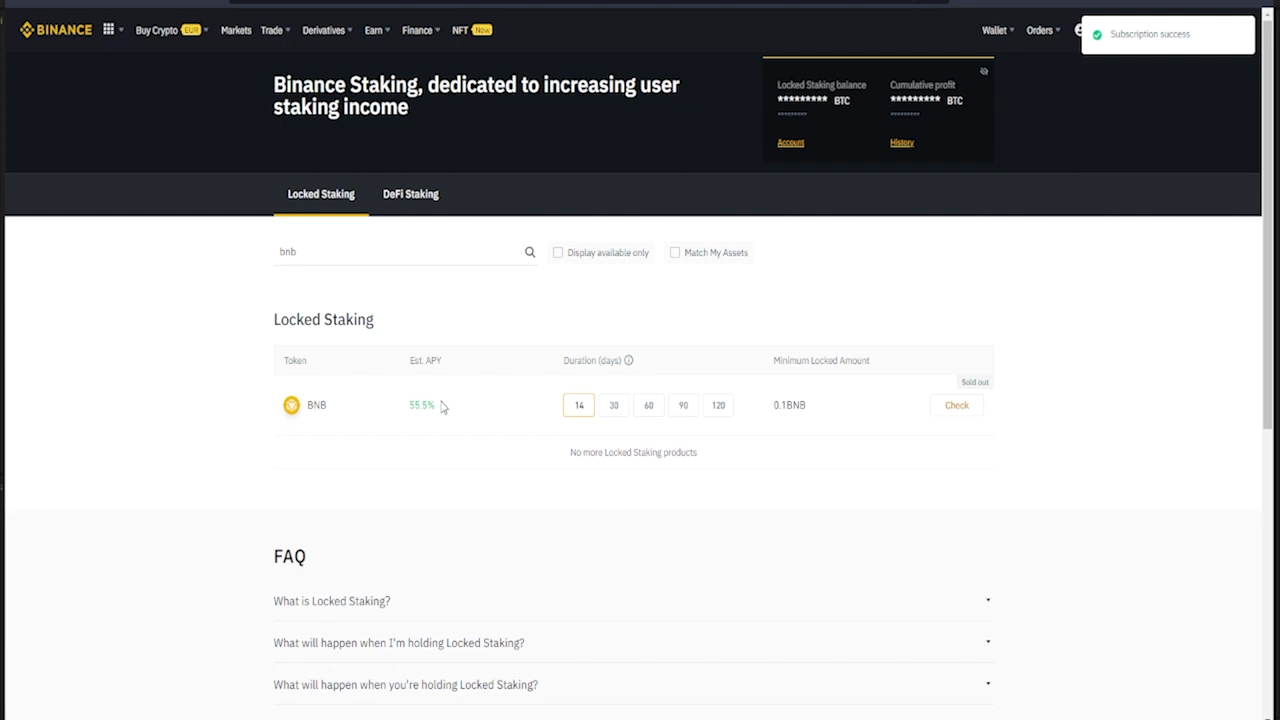 BINANCE Buy Crypto EUR Markets Trade Derivatives Earn Finance NFT New Wallet Orders
Subscription success
Binance Staking, dedicated to increasing user
staking income
Locked Staking balance Cumulative profit
********* BTC ********* BTC
********* *********
Account History
Locked Staking DeFi Staking
bnb Display available only Match My Assets
Locked Staking
Token Est. APY Duration (days) Minimum Locked Amount
Sold out
BNB 55.5% 14 30 60 90 120 0.1BNB Check
No more Locked Staking products
FAQ
What is Locked Staking?
What will happen when I'm holding Locked Staking?
What will happen when you're holding Locked Staking?